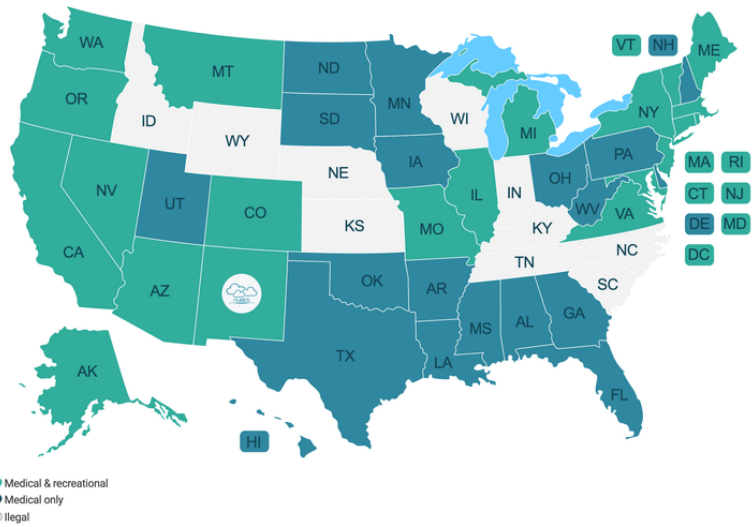 WA
MT
ND
MN
VT
NH
ME
OR
ID
SD
WI
MI
NY
WY
IA
PA
NE
MA
RI
NV
UT
CO
IL
IN
OH
WV
VA
CT
NJ
KS
MO
KY
DE
MD
CA
NC
DC
TN
AZ
OK
AR
SC
MS
AL
GA
TX
LA
AK
FL
HI
Medical & recreational
Medical only
Ilegal